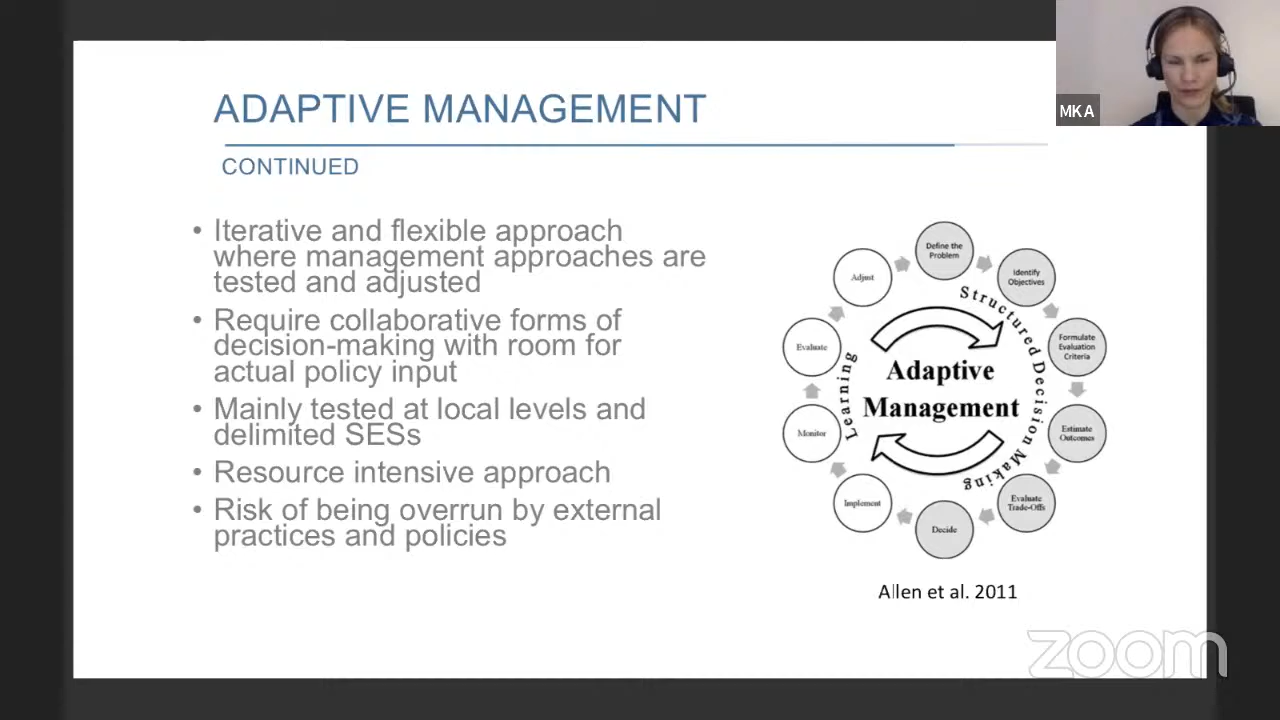 ADAPTIVE MANAGEMENT
CONTINUED
• Iterative and flexible approach
where management approaches are
tested and adjusted
• Require collaborative forms of
decision-making with room for
actual policy input
• Mainly tested at local levels and
delimited SESs
• Resource intensive approach
• Risk of being overrun by external
practices and policies
Define the
Problem
Identify
Objectives
Formulate
Evaluation
Criteria
Estimate
Outcomes
Evaluate
Trade-Offs
Decide
Implement
Monitor
Evaluate
Adjust
Structured Decision Making
Learning
Adaptive
Management
Allen et al. 2011
MKA
zoom